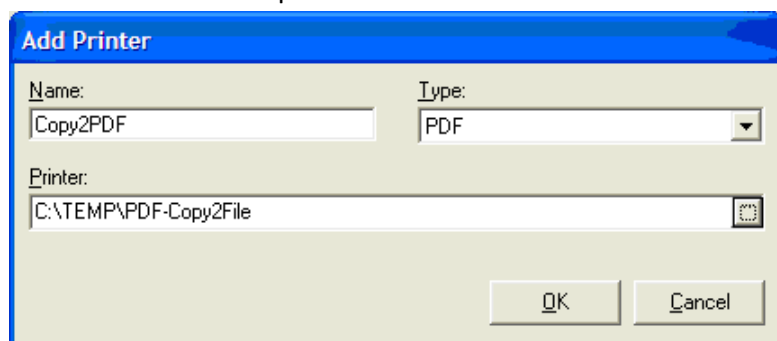 Add Printer
Name: Type:
Copy2PDF PDF
Printer:
C:\TEMP\PDF-Copy2File
OK Cancel